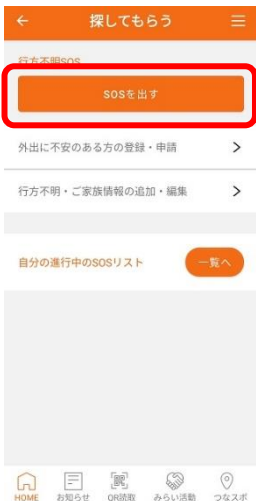 探してもらう
行方不明SOS
SOSを出す
外出に不安のある方の登録・申請
行方不明・ご家族情報の追加・編集
自分の進行中のSOSリスト
一覧へ
HOME お知らせ QR読取 みらい活動 つなスポ